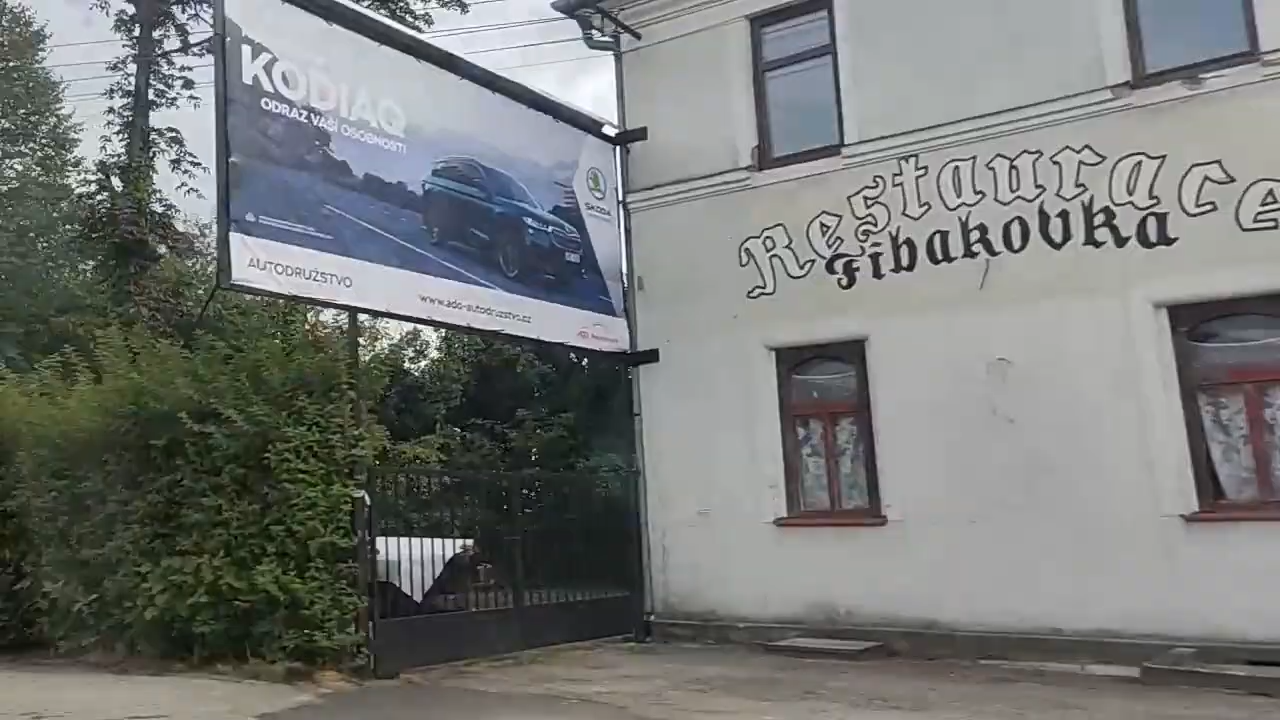 KODIAQ
ODRAZ VAŠÍ OSOBNOSTI
ŠKODA
AUTODRUŽSTVO
www.ado-autodruzstvo.cz
Restaurace
Fibakovka